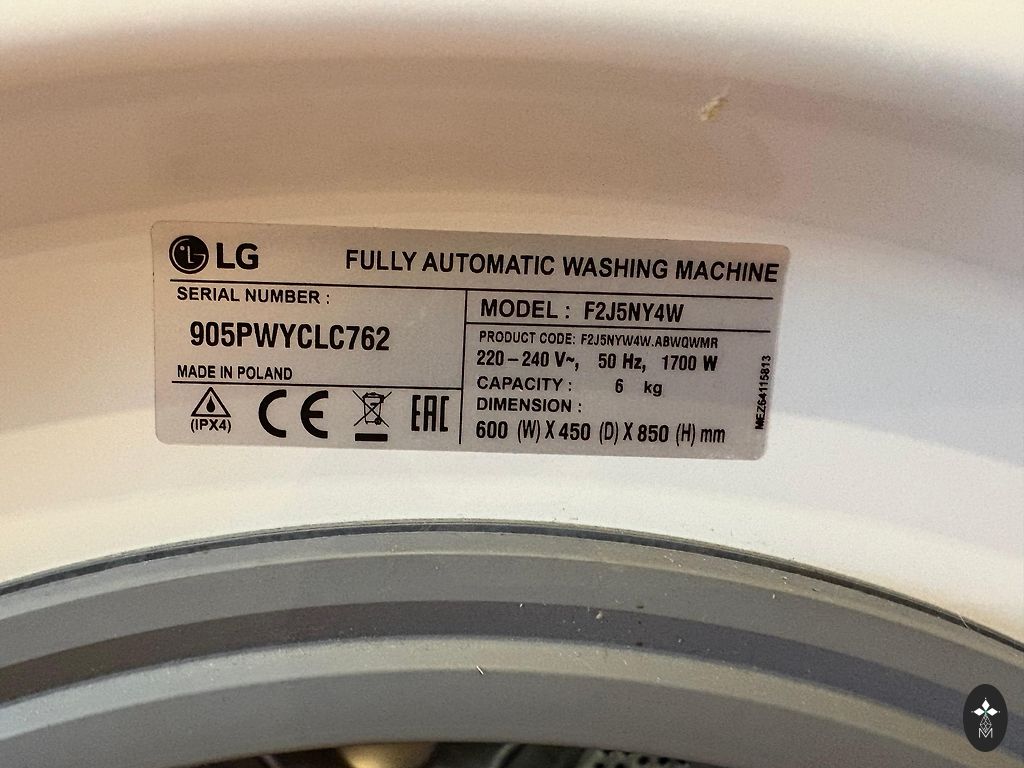 LG
FULLY AUTOMATIC WASHING MACHINE
SERIAL NUMBER :
905PWYCLC762
MADE IN POLAND
(IPX4)
CE
EAC
MODEL : F2J5NY4W
PRODUCT CODE: F2J5NYW4W.ABWQWMR
220–240 V~, 50 Hz, 1700 W
CAPACITY : 6 kg
DIMENSION :
600 (W) X 450 (D) X 850 (H) mm
MEZ64115813
M